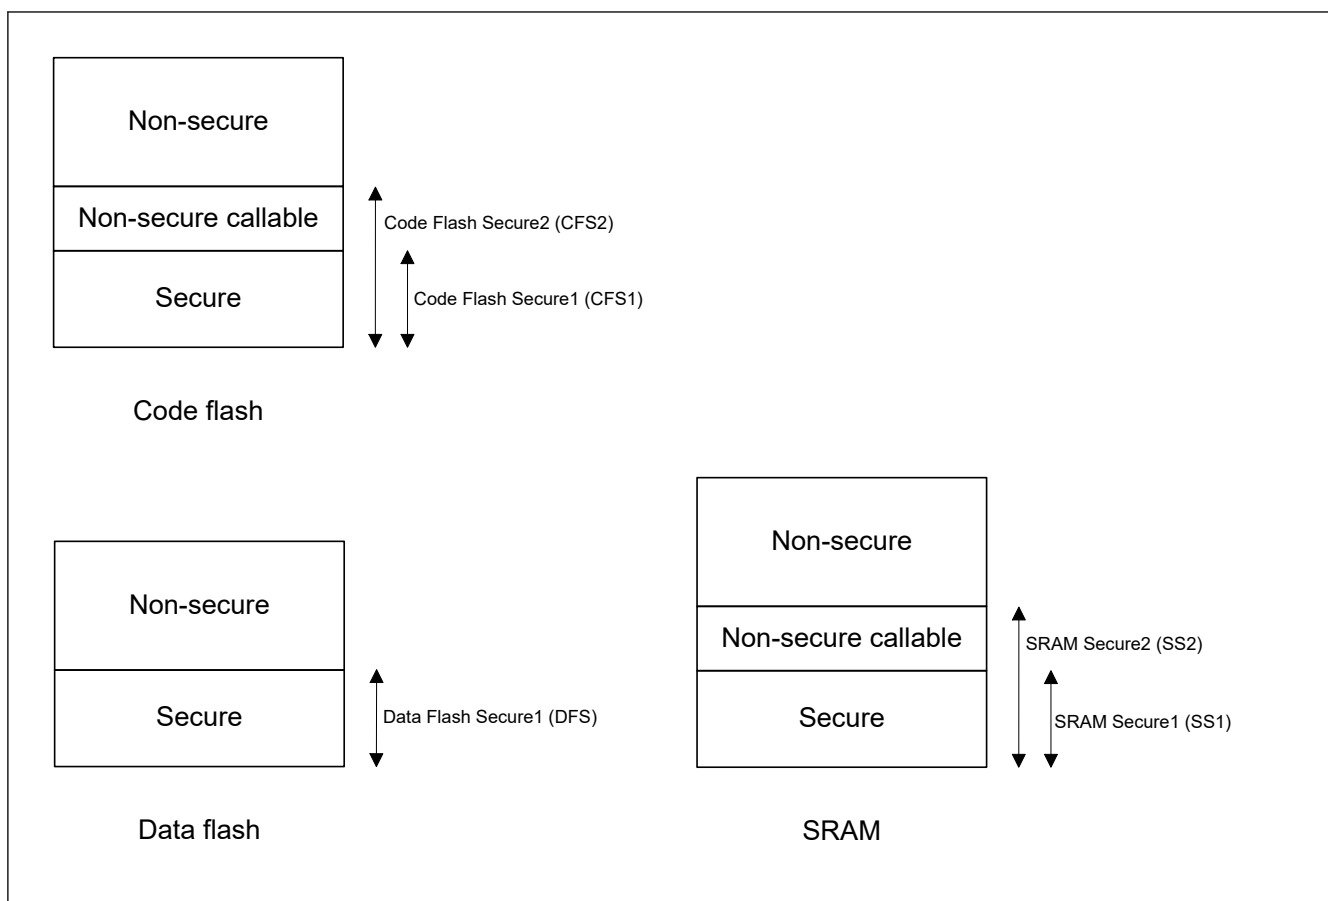 Non-secure
Non-secure callable
Code Flash Secure2 (CFS2)
Secure
Code Flash Secure1 (CFS1)
Code flash
Non-secure
Secure
Data Flash Secure1 (DFS)
Data flash
Non-secure
Non-secure callable
SRAM Secure2 (SS2)
Secure
SRAM Secure1 (SS1)
SRAM